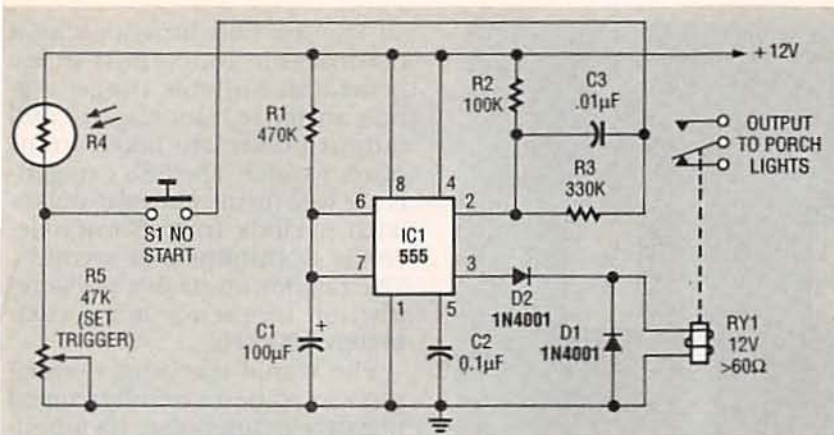 +12V
R1
470K
R2
100K
C3
.01µF
R4
R3
330K
OUTPUT
TO PORCH
LIGHTS
8
4
6
2
S1 NO
START
IC1
555
7
3
R5
47K
(SET
TRIGGER)
1
5
D2
1N4001
C1
100µF
+
C2
0.1µF
D1
1N4001
RY1
12V
>60Ω